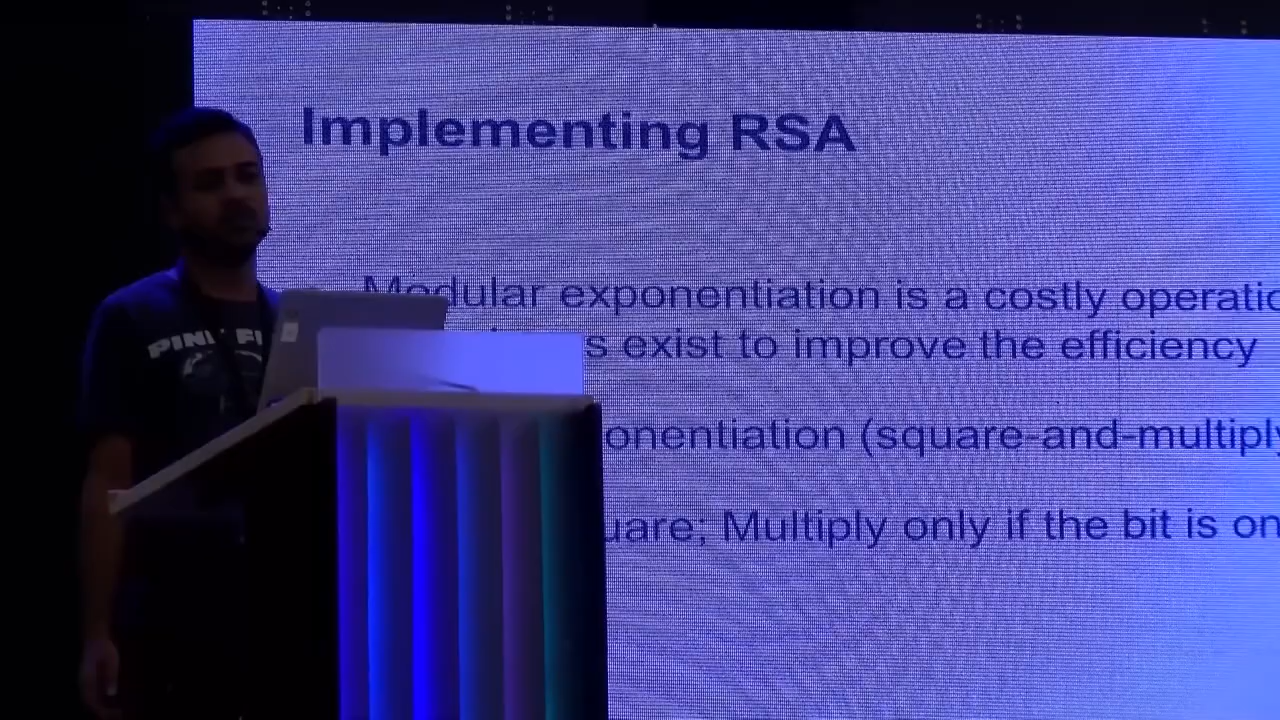 Implementing RSA
Modular exponentiation is a costly operatio
s exist to improve the efficiency
onentiation (square-and-multiply
uare; Multiply only if the bit is on
PIN FL